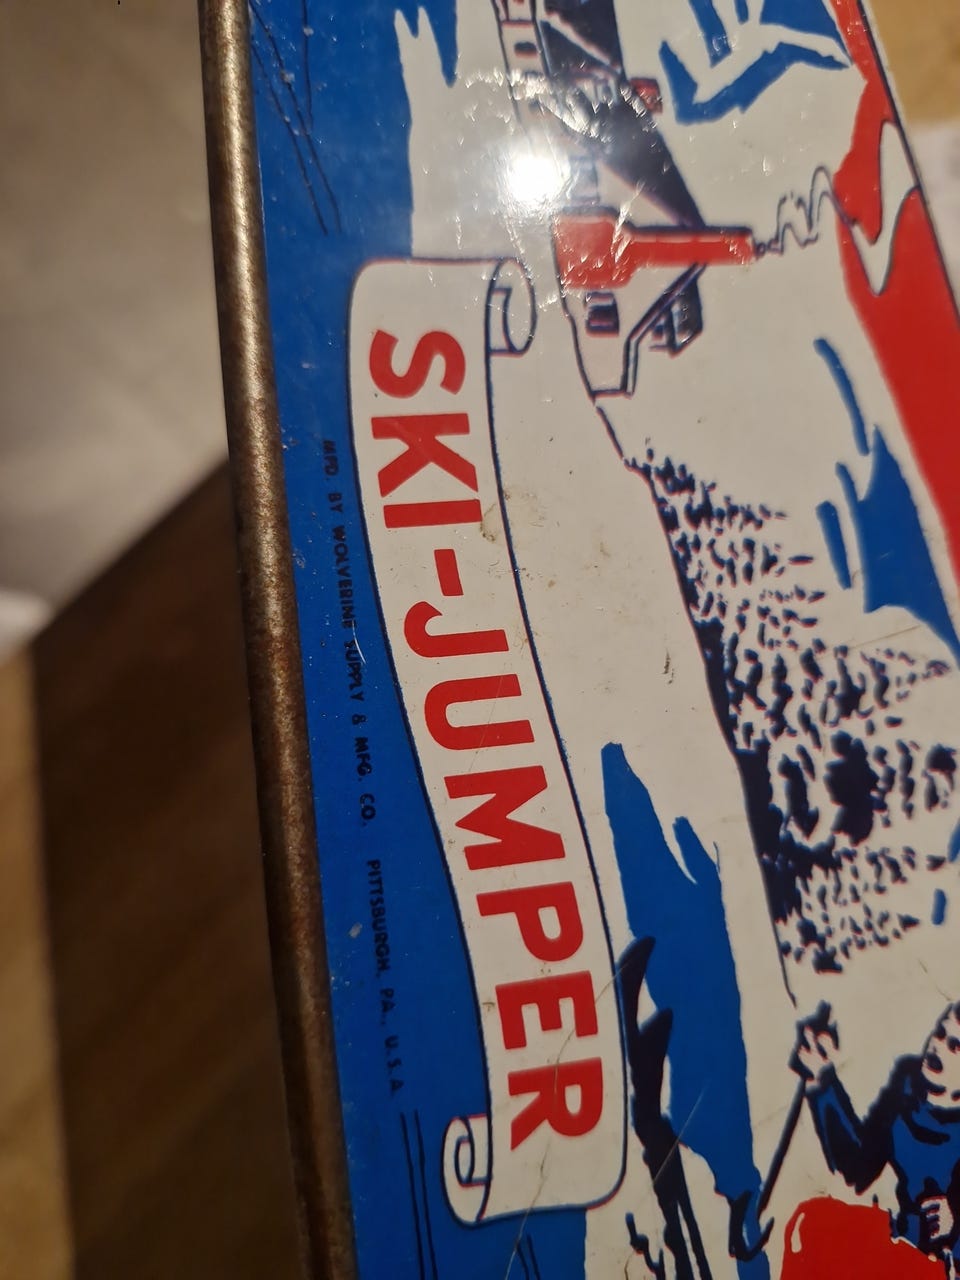 SKI-JUMPER
MFD. BY WOLVERINE SUPPLY & MFG. CO. PITTSBURGH, PA., U.S.A.